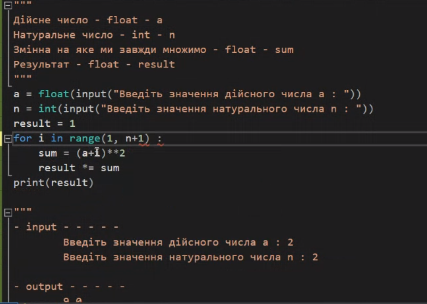 """
Дійсне число - float - a
Натуральне число - int - n
Змінна на яке ми завжди множимо - float - sum
Результат - float - result
"""
a = float(input("Введіть значення дійсного числа a : "))
n = int(input("Введіть значення натурального числа n : "))
result = 1
for i in range(1, n+1) :
sum = (a+i)**2
result *= sum
print(result)
"""
- input - - - - -
Введіть значення дійсного числа a : 2
Введіть значення натурального числа n : 2
- output - - - - -